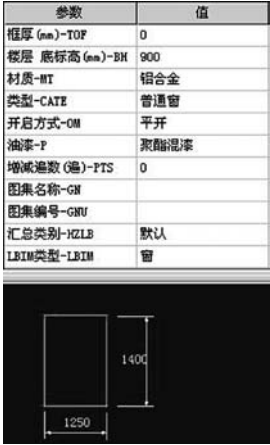 参数 值
框厚(mm)-TOF 0
楼层 底标高(mm)-BH 900
材质-MT 铝合金
类型-CATE 普通窗
开启方式-OM 平开
油漆-P 聚酯混漆
增减遍数(遍)-PTS 0
图集名称-GN
图集编号-GNU
汇总类别-HZLB 默认
LBIM类型-LBIM 窗
1400
1250